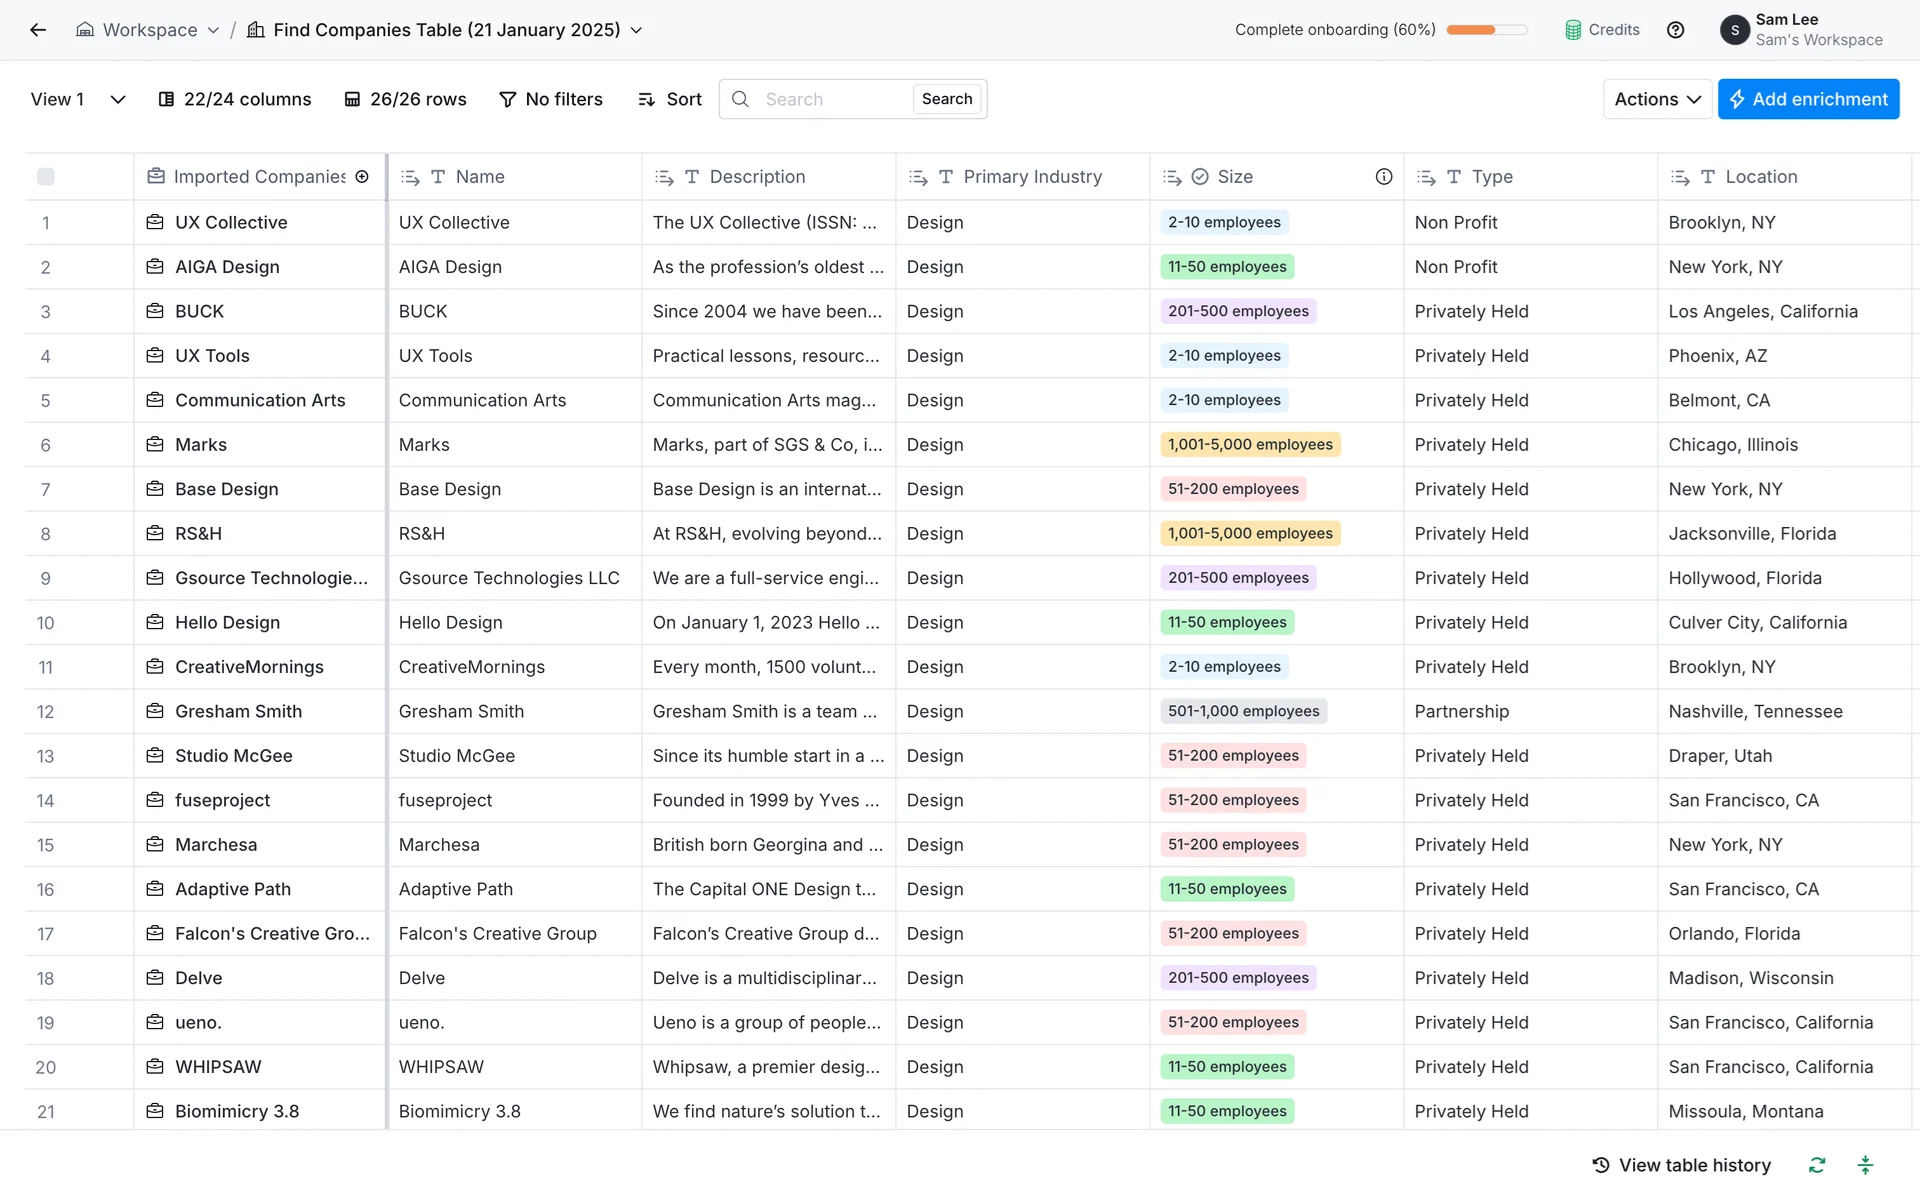 Workspace / Find Companies Table (21 January 2025) Complete onboarding (60%) Credits S Sam Lee
Sam's Workspace
View 1 22/24 columns 26/26 rows No filters Sort Search Search Actions Add enrichment
Imported Companies Name Description Primary Industry Size Type Location
1 UX Collective UX Collective The UX Collective (ISSN: ... Design 2-10 employees Non Profit Brooklyn, NY
2 AIGA Design AIGA Design As the profession’s oldest ... Design 11-50 employees Non Profit New York, NY
3 BUCK BUCK Since 2004 we have been... Design 201-500 employees Privately Held Los Angeles, California
4 UX Tools UX Tools Practical lessons, resourc... Design 2-10 employees Privately Held Phoenix, AZ
5 Communication Arts Communication Arts Communication Arts mag... Design 2-10 employees Privately Held Belmont, CA
6 Marks Marks Marks, part of SGS & Co, i... Design 1,001-5,000 employees Privately Held Chicago, Illinois
7 Base Design Base Design Base Design is an internat... Design 51-200 employees Privately Held New York, NY
8 RS&H RS&H At RS&H, evolving beyond... Design 1,001-5,000 employees Privately Held Jacksonville, Florida
9 Gsource Technologie... Gsource Technologies LLC We are a full-service engi... Design 201-500 employees Privately Held Hollywood, Florida
10 Hello Design Hello Design On January 1, 2023 Hello ... Design 11-50 employees Privately Held Culver City, California
11 CreativeMornings CreativeMornings Every month, 1500 volunt... Design 2-10 employees Privately Held Brooklyn, NY
12 Gresham Smith Gresham Smith Gresham Smith is a team ... Design 501-1,000 employees Partnership Nashville, Tennessee
13 Studio McGee Studio McGee Since its humble start in a ... Design 51-200 employees Privately Held Draper, Utah
14 fuseproject fuseproject Founded in 1999 by Yves ... Design 51-200 employees Privately Held San Francisco, CA
15 Marchesa Marchesa British born Georgina and ... Design 51-200 employees Privately Held New York, NY
16 Adaptive Path Adaptive Path The Capital ONE Design t... Design 11-50 employees Privately Held San Francisco, CA
17 Falcon's Creative Gro... Falcon's Creative Group Falcon’s Creative Group d... Design 51-200 employees Privately Held Orlando, Florida
18 Delve Delve Delve is a multidisciplinar... Design 201-500 employees Privately Held Madison, Wisconsin
19 ueno. ueno. Ueno is a group of people... Design 51-200 employees Privately Held San Francisco, California
20 WHIPSAW WHIPSAW Whipsaw, a premier desig... Design 11-50 employees Privately Held San Francisco, California
21 Biomimicry 3.8 Biomimicry 3.8 We find nature’s solution t... Design 11-50 employees Privately Held Missoula, Montana
View table history